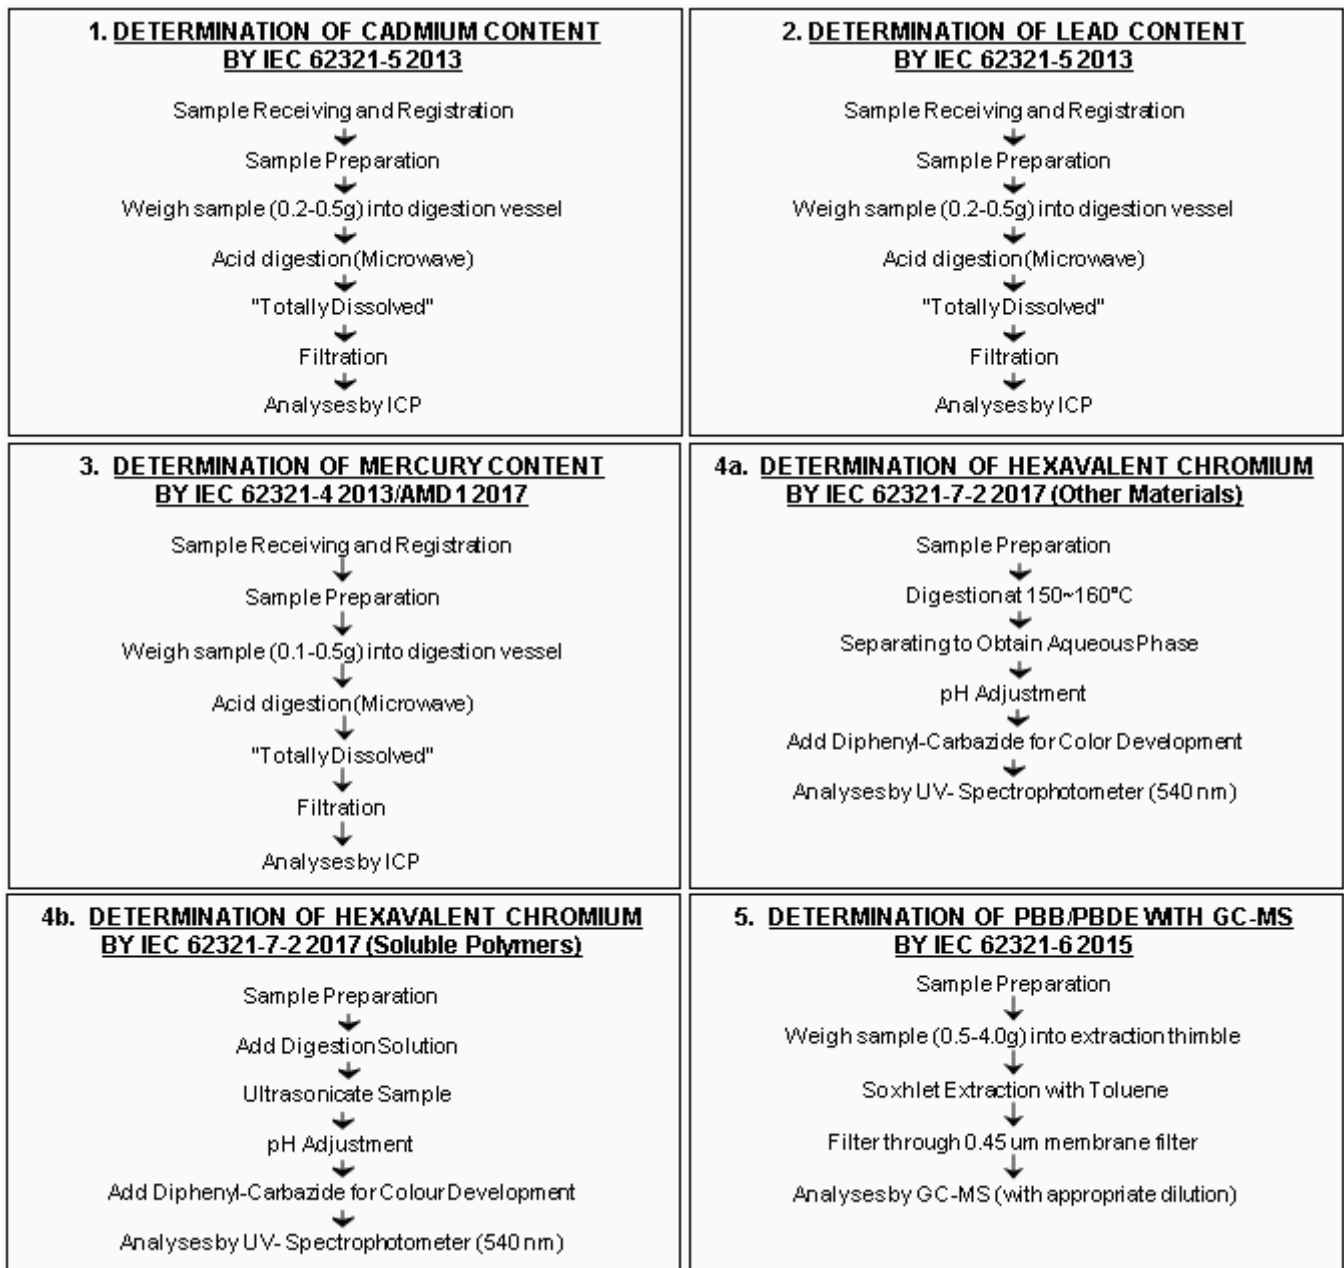 1. DETERMINATION OF CADMIUM CONTENT
BY IEC 62321-5 2013
Sample Receiving and Registration
Sample Preparation
Weigh sample (0.2-0.5g) into digestion vessel
Acid digestion (Microwave)
"Totally Dissolved"
Filtration
Analyses by ICP
2. DETERMINATION OF LEAD CONTENT
BY IEC 62321-5 2013
Sample Receiving and Registration
Sample Preparation
Weigh sample (0.2-0.5g) into digestion vessel
Acid digestion (Microwave)
"Totally Dissolved"
Filtration
Analyses by ICP
3. DETERMINATION OF MERCURY CONTENT
BY IEC 62321-4 2013/AMD1 2017
Sample Receiving and Registration
Sample Preparation
Weigh sample (0.1-0.5g) into digestion vessel
Acid digestion (Microwave)
"Totally Dissolved"
Filtration
Analyses by ICP
4a. DETERMINATION OF HEXAVALENT CHROMIUM
BY IEC 62321-7-2 2017 (Other Materials)
Sample Preparation
Digestion at 150~160°C
Separating to Obtain Aqueous Phase
pH Adjustment
Add Diphenyl-Carbazide for Color Development
Analyses by UV- Spectrophotometer (540 nm)
4b. DETERMINATION OF HEXAVALENT CHROMIUM
BY IEC 62321-7-2 2017 (Soluble Polymers)
Sample Preparation
Add Digestion Solution
Ultrasonicate Sample
pH Adjustment
Add Diphenyl-Carbazide for Colour Development
Analyses by UV- Spectrophotometer (540 nm)
5. DETERMINATION OF PBB/PBDE WITH GC-MS
BY IEC 62321-6 2015
Sample Preparation
Weigh sample (0.5-4.0g) into extraction thimble
Soxhlet Extraction with Toluene
Filter through 0.45 um membrane filter
Analyses by GC-MS (with appropriate dilution)